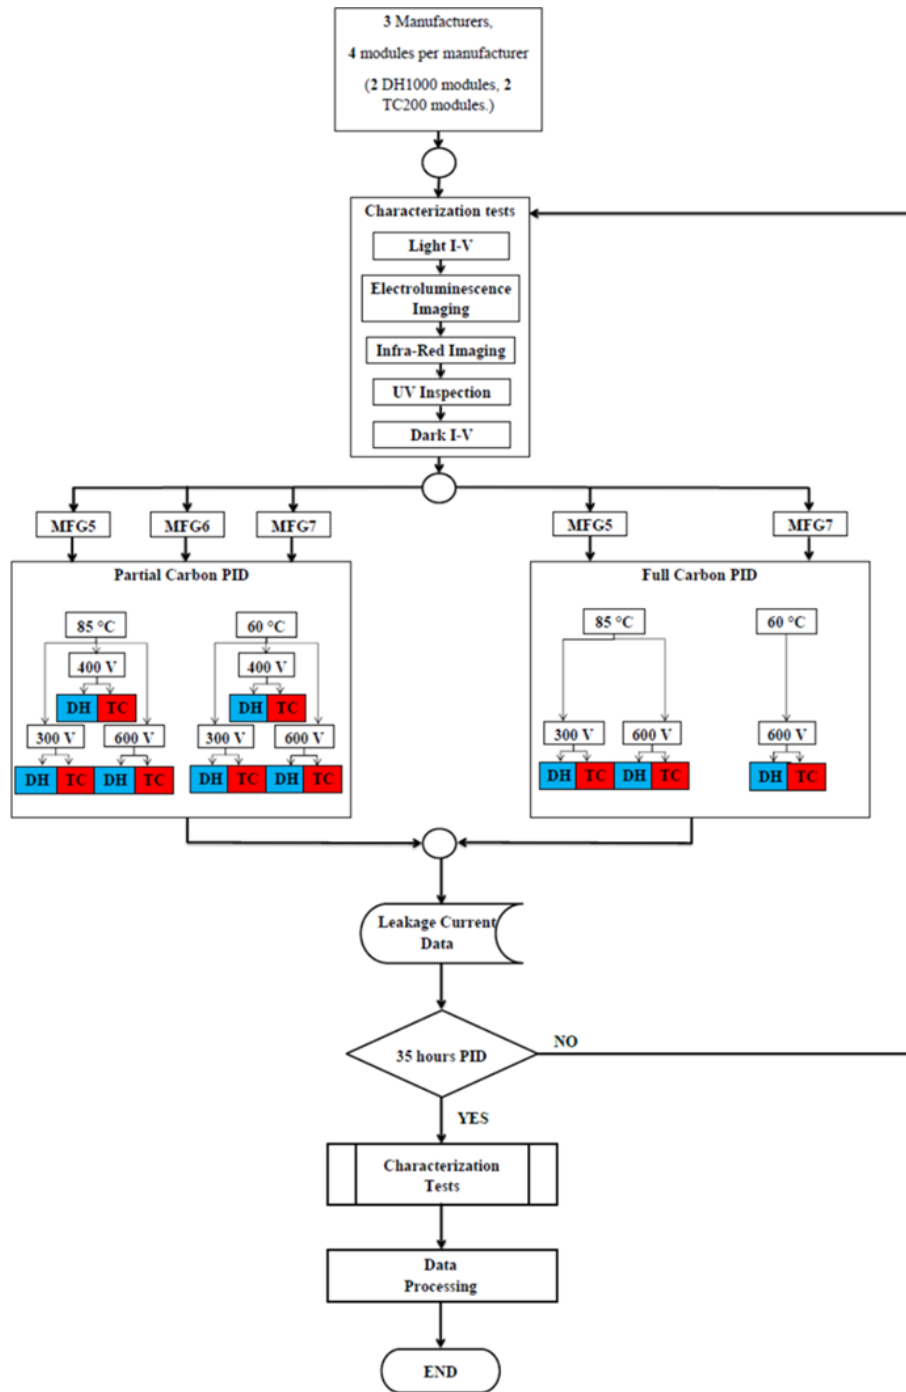 3 Manufacturers,
4 modules per manufacturer
(2 DH1000 modules, 2
TC200 modules.)
Characterization tests
Light I-V
Electroluminescence
Imaging
Infra-Red Imaging
UV Inspection
Dark I-V
MFG5
MFG6
MFG7
MFG5
MFG7
Partial Carbon PID
85 °C
60 °C
400 V
400 V
DH TC
DH TC
300 V
600 V
300 V
600 V
DH TC DH TC
DH TC DH TC
Full Carbon PID
85 °C
60 °C
300 V
600 V
600 V
DH TC DH TC
DH TC
Leakage Current
Data
35 hours PID
NO
YES
Characterization
Tests
Data
Processing
END